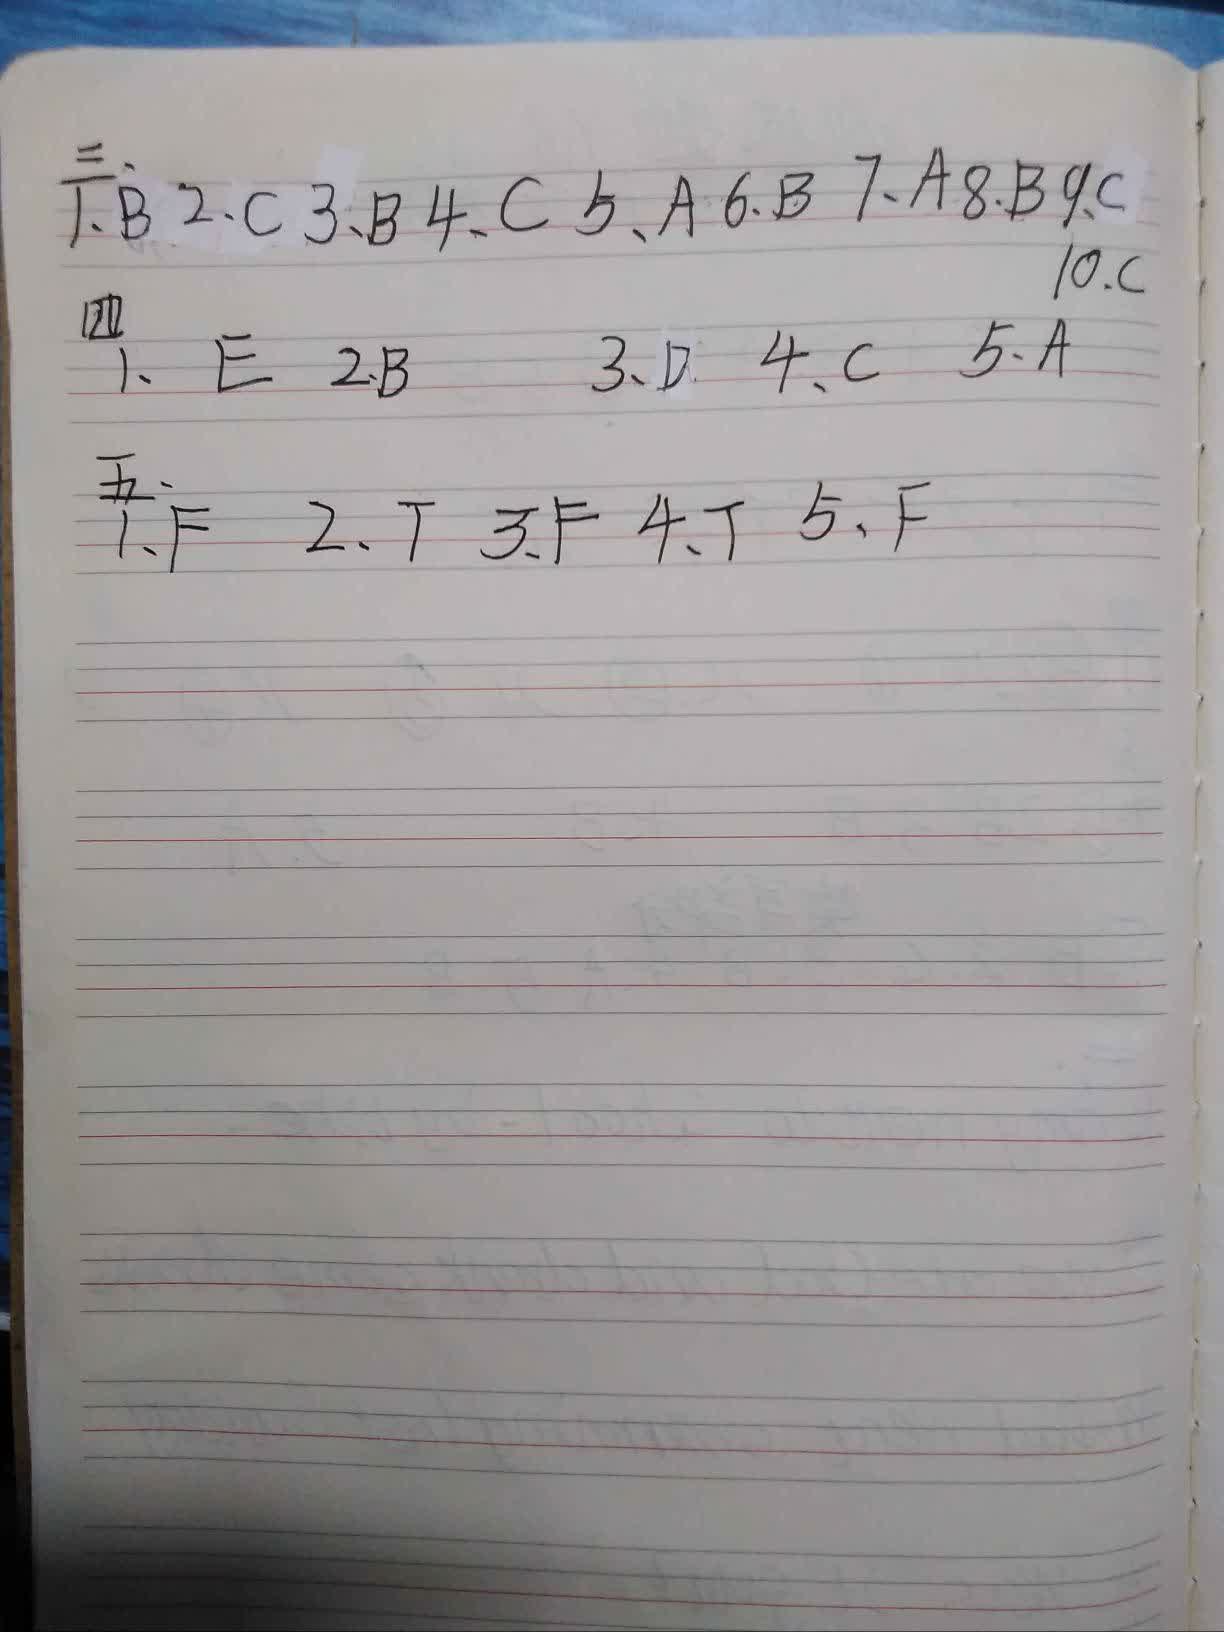 三、
1.B 2.C 3、B 4、C 5、A 6.B 7、A 8.B 9.C
10.C
四
1、E 2.B 3、D 4、C 5.A
五、
1、F 2、T 3、F 4、T 5、F